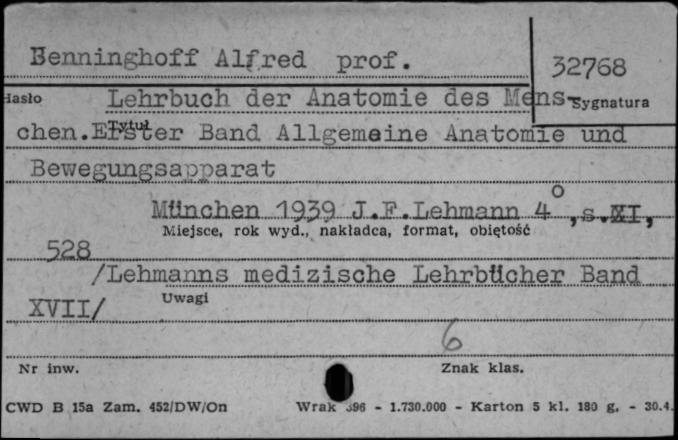 Benninghoff Alfred prof.
32768
Hasło
Lehrbuch der Anatomie des Mens-
Sygnatura
chen. Erster Band Allgemeine Anatomie und
Tytuł
Bewegungsapparat
München 1939 J.F.Lehmann 4°, s.XI,
Miejsce, rok wyd., nakładca, format, objętość
528
/Lehmanns medizische Lehrbücher Band
XVII/
Uwagi
6
Nr inw.
Znak klas.
CWD B 15a Zam. 452/DW/On Wrak 396 - 1.730.000 - Karton 5 kl. 180 g. - 30.4.